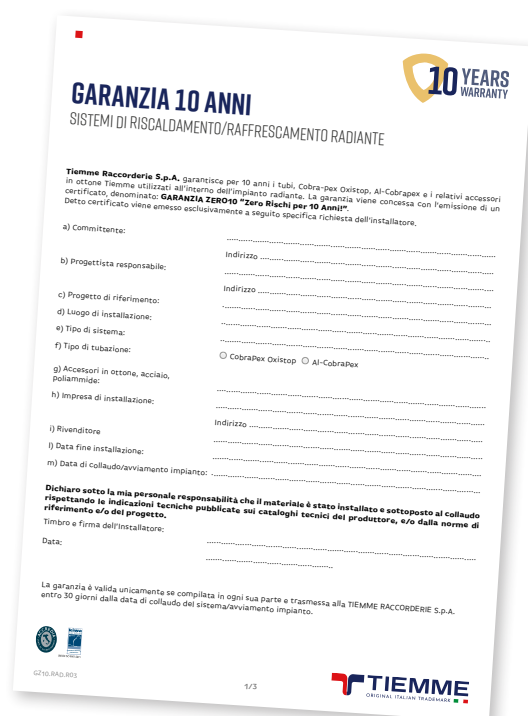 10 YEARS
WARRANTY
GARANZIA 10 ANNI
SISTEMI DI RISCALDAMENTO/RAFFRESCAMENTO RADIANTE
Tiemme Raccorderie S.p.A. garantisce per 10 anni i tubi, Cobra-pex Oxistop, Al-Cobrapex e i relativi accessori
in ottone Tiemme utilizzati all'interno dell'impianto radiante. La garanzia viene concessa con l'emissione di un
certificato, denominato: GARANZIA ZERO10 "Zero Rischi per 10 Anni!".
Detto certificato viene emesso esclusivamente a seguito specifica richiesta dell'installatore.
a) Committente:
Indirizzo
b) Progettista responsabile:
Indirizzo
c) Progetto di riferimento:
d) Luogo di installazione:
e) Tipo di sistema:
f) Tipo di tubazione:
CobraPex Oxistop Al-CobraPex
g) Accessori in ottone, acciaio,
poliammide:
h) Impresa di installazione:
Indirizzo
i) Rivenditore
l) Data fine installazione:
m) Data di collaudo/avviamento impianto:
Dichiaro sotto la mia personale responsabilità che il materiale è stato installato e sottoposto al collaudo
rispettando le indicazioni tecniche pubblicate sui cataloghi tecnici del produttore, e/o dalla norme di
riferimento e/o del progetto.
Timbro e firma dell'Installatore:
Data:
La garanzia è valida unicamente se compilata in ogni sua parte e trasmessa alla TIEMME RACCORDERIE S.p.A.
entro 30 giorni dalla data di collaudo del sistema/avviamento impianto.
GZ10.RAD.R03
1/3
TIEMME
ORIGINAL ITALIAN TRADEMARK